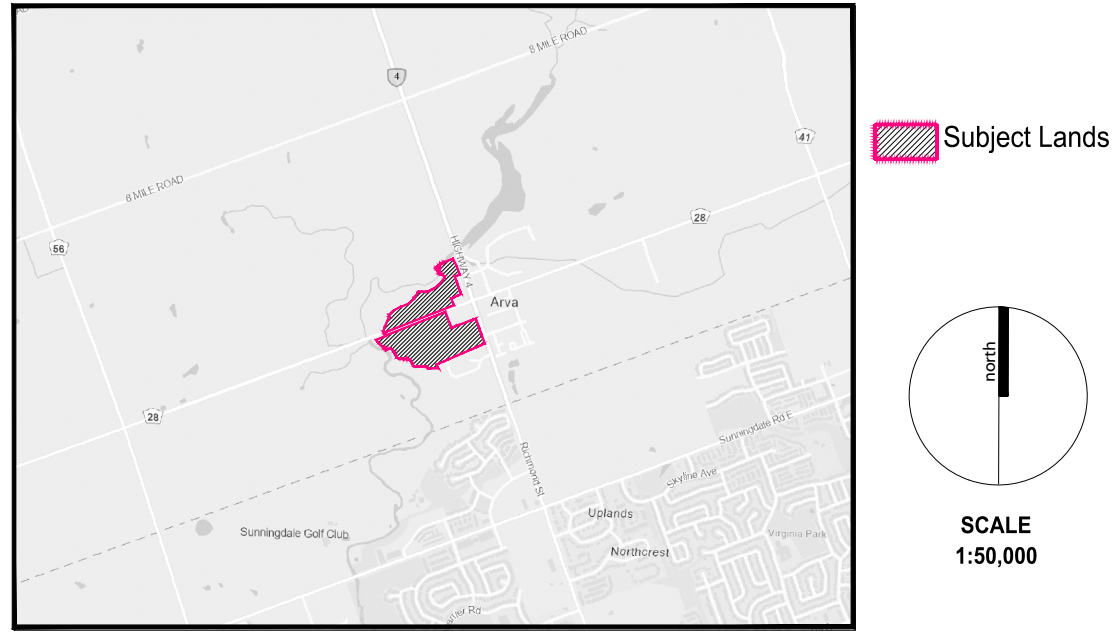 8 MILE ROAD
4
41
8 MILE ROAD
28
56
HIGHWAY 4
Arva
28
Sunningdale Rd E
Richmond St
Skyline Ave
Uplands
Sunningdale Golf Club
Virginia Park
Northcrest
Subject Lands
north
SCALE
1:50,000